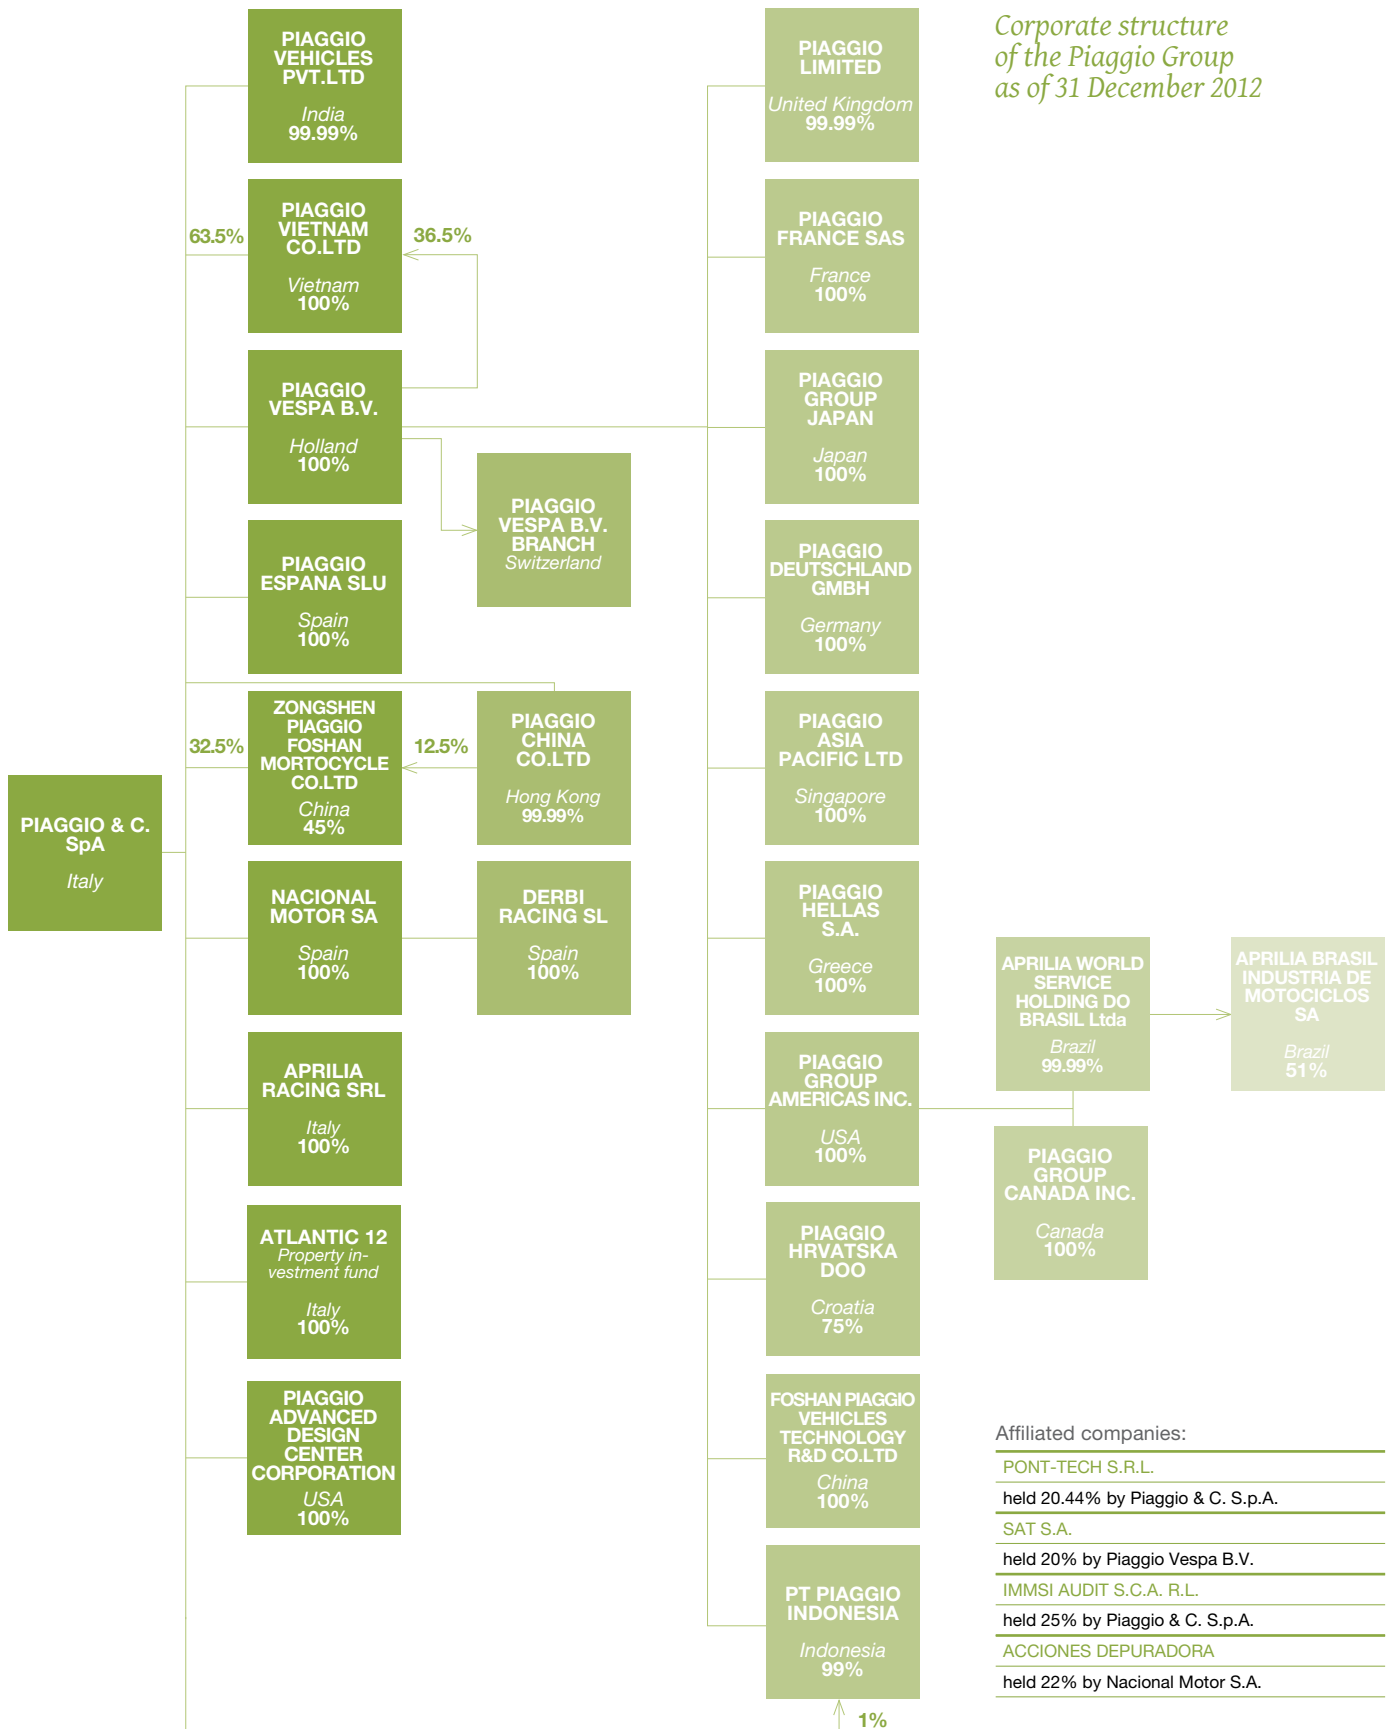 Corporate structure
of the Piaggio Group
as of 31 December 2012
PIAGGIO & C.
SpA
Italy
PIAGGIO
VEHICLES
PVT.LTD
India
99.99%
63.5%
PIAGGIO
VIETNAM
CO.LTD
Vietnam
100%
36.5%
PIAGGIO
VESPA B.V.
Holland
100%
PIAGGIO
VESPA B.V.
BRANCH
Switzerland
PIAGGIO
ESPANA SLU
Spain
100%
32.5%
ZONGSHEN
PIAGGIO
FOSHAN
MORTOCYCLE
CO.LTD
China
45%
12.5%
PIAGGIO
CHINA
CO.LTD
Hong Kong
99.99%
NACIONAL
MOTOR SA
Spain
100%
DERBI
RACING SL
Spain
100%
APRILIA
RACING SRL
Italy
100%
ATLANTIC 12
Property in-
vestment fund
Italy
100%
PIAGGIO
ADVANCED
DESIGN
CENTER
CORPORATION
USA
100%
PIAGGIO
LIMITED
United Kingdom
99.99%
PIAGGIO
FRANCE SAS
France
100%
PIAGGIO
GROUP
JAPAN
Japan
100%
PIAGGIO
DEUTSCHLAND
GMBH
Germany
100%
PIAGGIO
ASIA
PACIFIC LTD
Singapore
100%
PIAGGIO
HELLAS
S.A.
Greece
100%
PIAGGIO
GROUP
AMERICAS INC.
USA
100%
APRILIA WORLD
SERVICE
HOLDING DO
BRASIL Ltda
Brazil
99.99%
APRILIA BRASIL
INDUSTRIA DE
MOTOCICLOS
SA
Brazil
51%
PIAGGIO
GROUP
CANADA INC.
Canada
100%
PIAGGIO
HRVATSKA
DOO
Croatia
75%
FOSHAN PIAGGIO
VEHICLES
TECHNOLOGY
R&D CO.LTD
China
100%
PT PIAGGIO
INDONESIA
Indonesia
99%
1%
Affiliated companies:
PONT-TECH S.R.L.
held 20.44% by Piaggio & C. S.p.A.
SAT S.A.
held 20% by Piaggio Vespa B.V.
IMMSI AUDIT S.C.A. R.L.
held 25% by Piaggio & C. S.p.A.
ACCIONES DEPURADORA
held 22% by Nacional Motor S.A.